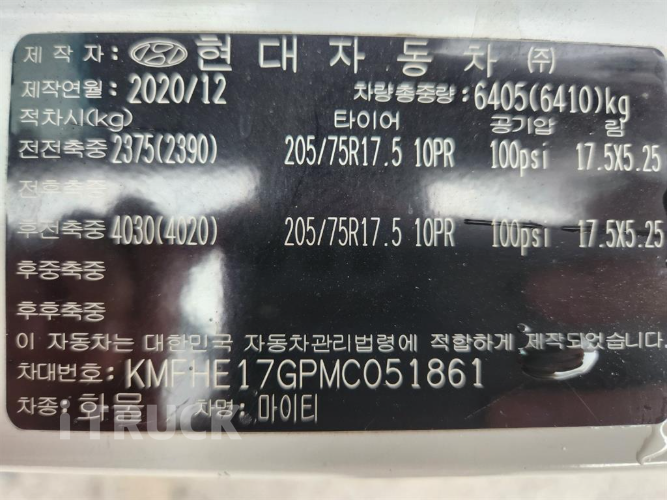 제 작 자: 현대자동차 (주)
제작연월: 2020/12 차량총중량: 6405(6410)kg
적차시(kg) 타이어 공기압 림
전전축중 2375(2390) 205/75R17.5 10PR 100psi 17.5X5.25
전후축중
후전축중 4030(4020) 205/75R17.5 10PR 100psi 17.5X5.25
후중축중
후후축중
이 자동차는 대한민국 자동차관리법령에 적합하게 제작되었습니다.
차대번호: KMFHE17GPMC051861
차종: 화물 차명: 마이티
ITRUCK